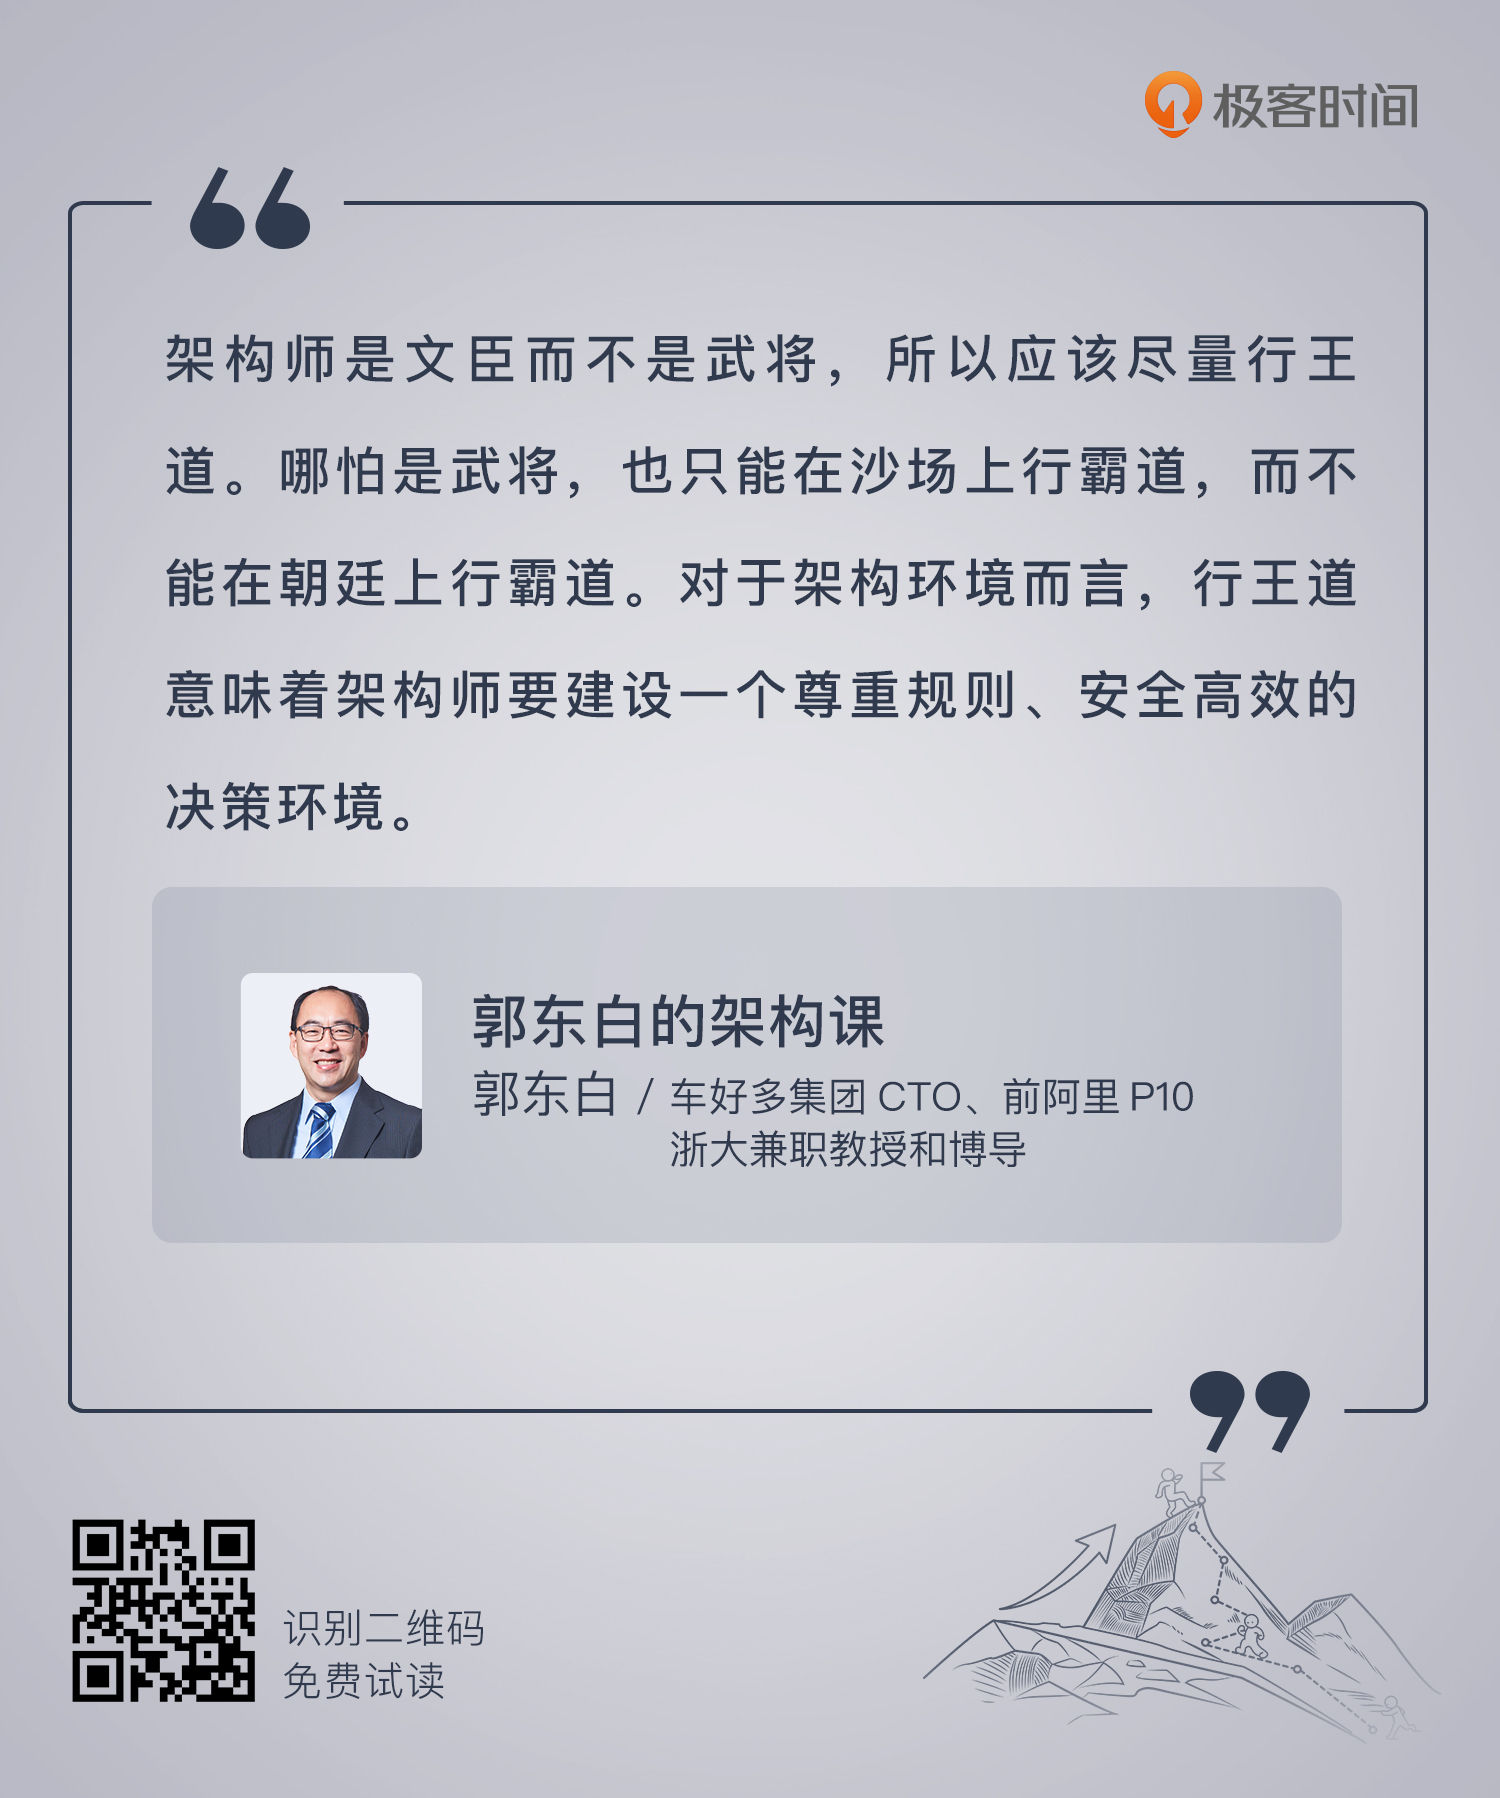 极客时间
架构师是文臣而不是武将，所以应该尽量行王
道。哪怕是武将，也只能在沙场上行霸道，而不
能在朝廷上行霸道。对于架构环境而言，行王道
意味着架构师要建设一个尊重规则、安全高效的
决策环境。
郭东白的架构课
郭东白 / 车好多集团 CTO、前阿里 P10
浙大兼职教授和博导
识别二维码
免费试读